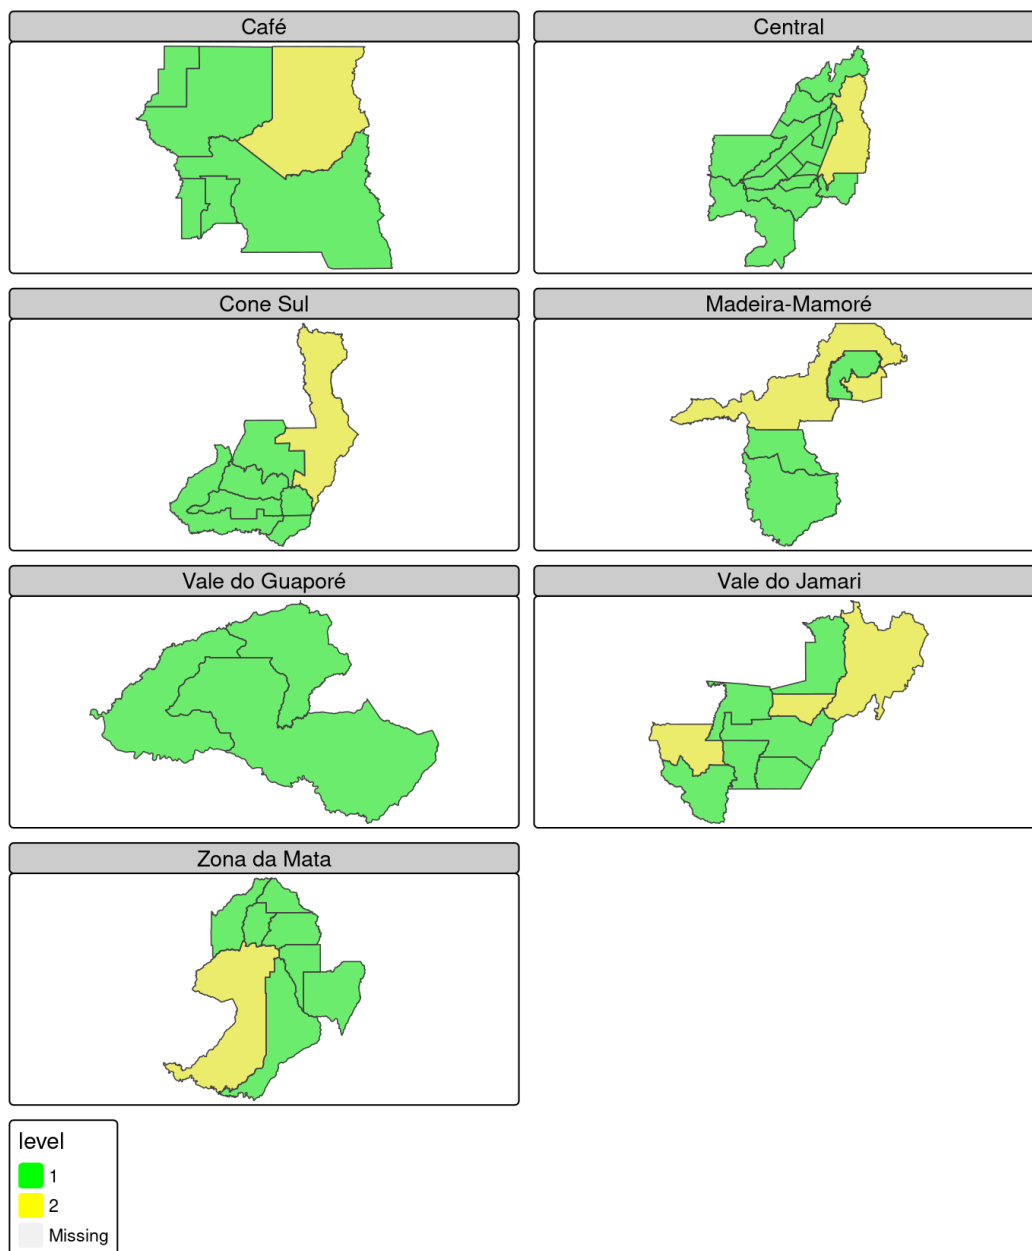 Café
Central
Cone Sul
Madeira-Mamoré
Vale do Guaporé
Vale do Jamari
Zona da Mata
level
1
2
Missing